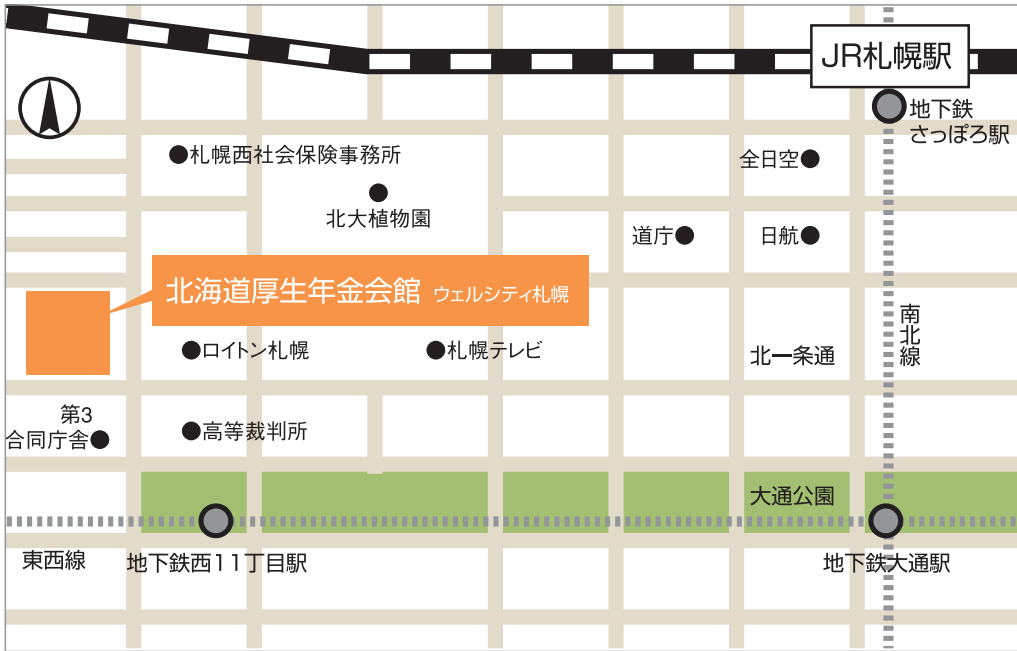 JR札幌駅
地下鉄
さっぽろ駅
札幌西社会保険事務所
全日空
北大植物園
道庁
日航
北海道厚生年金会館 ウェルシティ札幌
南北線
ロイトン札幌
札幌テレビ
北一条通
第3
合同庁舎
高等裁判所
大通公園
東西線
地下鉄西11丁目駅
地下鉄大通駅